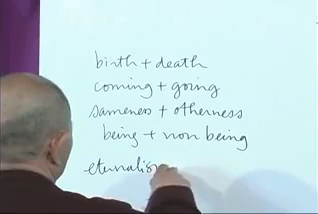 birth + death
coming + going
sameness + otherness
being + non being
eternalis